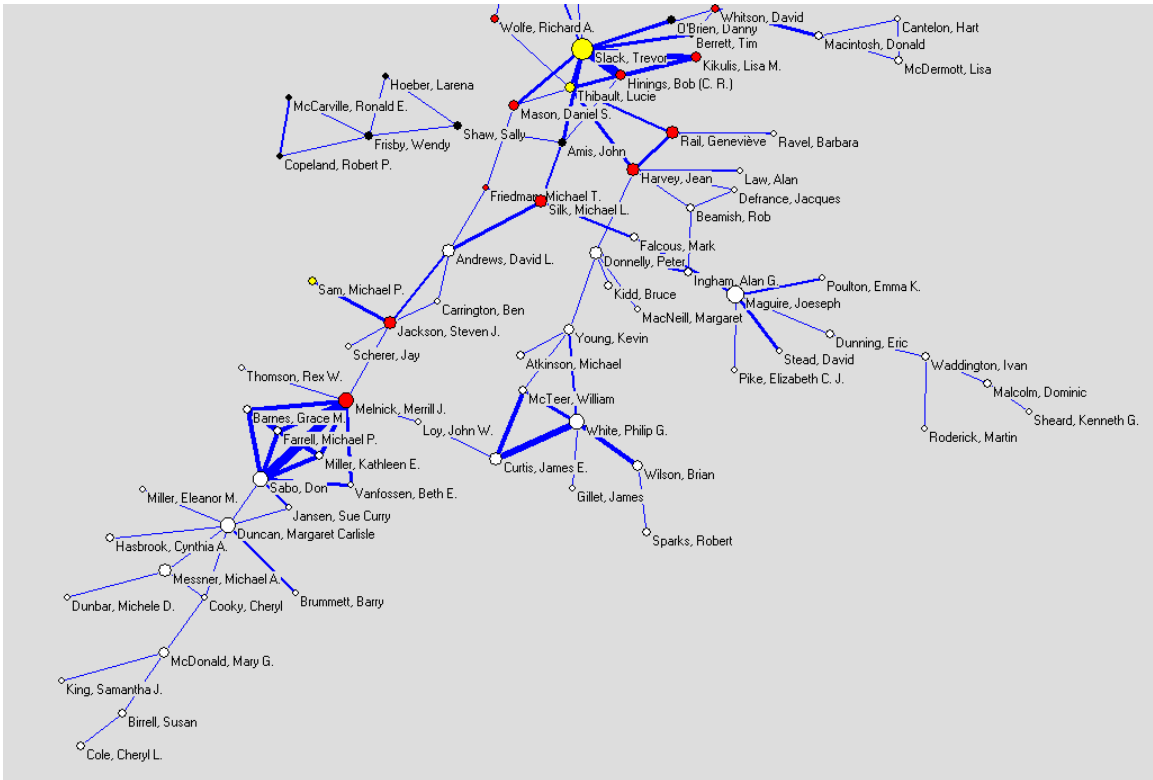 Whitson, David
Wolfe, Richard A.
O'Brien, Danny
Cantelon, Hart
Berrett, Tim
Macintosh, Donald
Slack, Trevor
Kikulis, Lisa M.
McDermott, Lisa
Hoeber, Larena
Hinings, Bob (C. R.)
Thibault, Lucie
McCarville, Ronald E.
Mason, Daniel S.
Shaw, Sally
Frisby, Wendy
Amis, John
Rail, Geneviève
Ravel, Barbara
Copeland, Robert P.
Harvey, Jean
Law, Alan
Friedman, Michael T.
Defrance, Jacques
Silk, Michael L.
Beamish, Rob
Falcous, Mark
Andrews, David L.
Donnelly, Peter
Ingham, Alan G.
Sam, Michael P.
Kidd, Bruce
Poulton, Emma K.
Maguire, Joeseph
Carrington, Ben
MacNeill, Margaret
Jackson, Steven J.
Young, Kevin
Dunning, Eric
Scherer, Jay
Atkinson, Michael
Stead, David
Waddington, Ivan
Thomson, Rex W.
Pike, Elizabeth C. J.
Malcolm, Dominic
McTeer, William
Melnick, Merrill J.
Barnes, Grace M.
Sheard, Kenneth G.
Loy, John W.
White, Philip G.
Roderick, Martin
Farrell, Michael P.
Miller, Kathleen E.
Curtis, James E.
Wilson, Brian
Sabo, Don
Vanfossen, Beth E.
Miller, Eleanor M.
Gillet, James
Jansen, Sue Curry
Duncan, Margaret Carlisle
Sparks, Robert
Hasbrook, Cynthia A.
Messner, Michael A.
Dunbar, Michele D.
Cooky, Cheryl
Brummett, Barry
McDonald, Mary G.
King, Samantha J.
Birrell, Susan
Cole, Cheryl L.